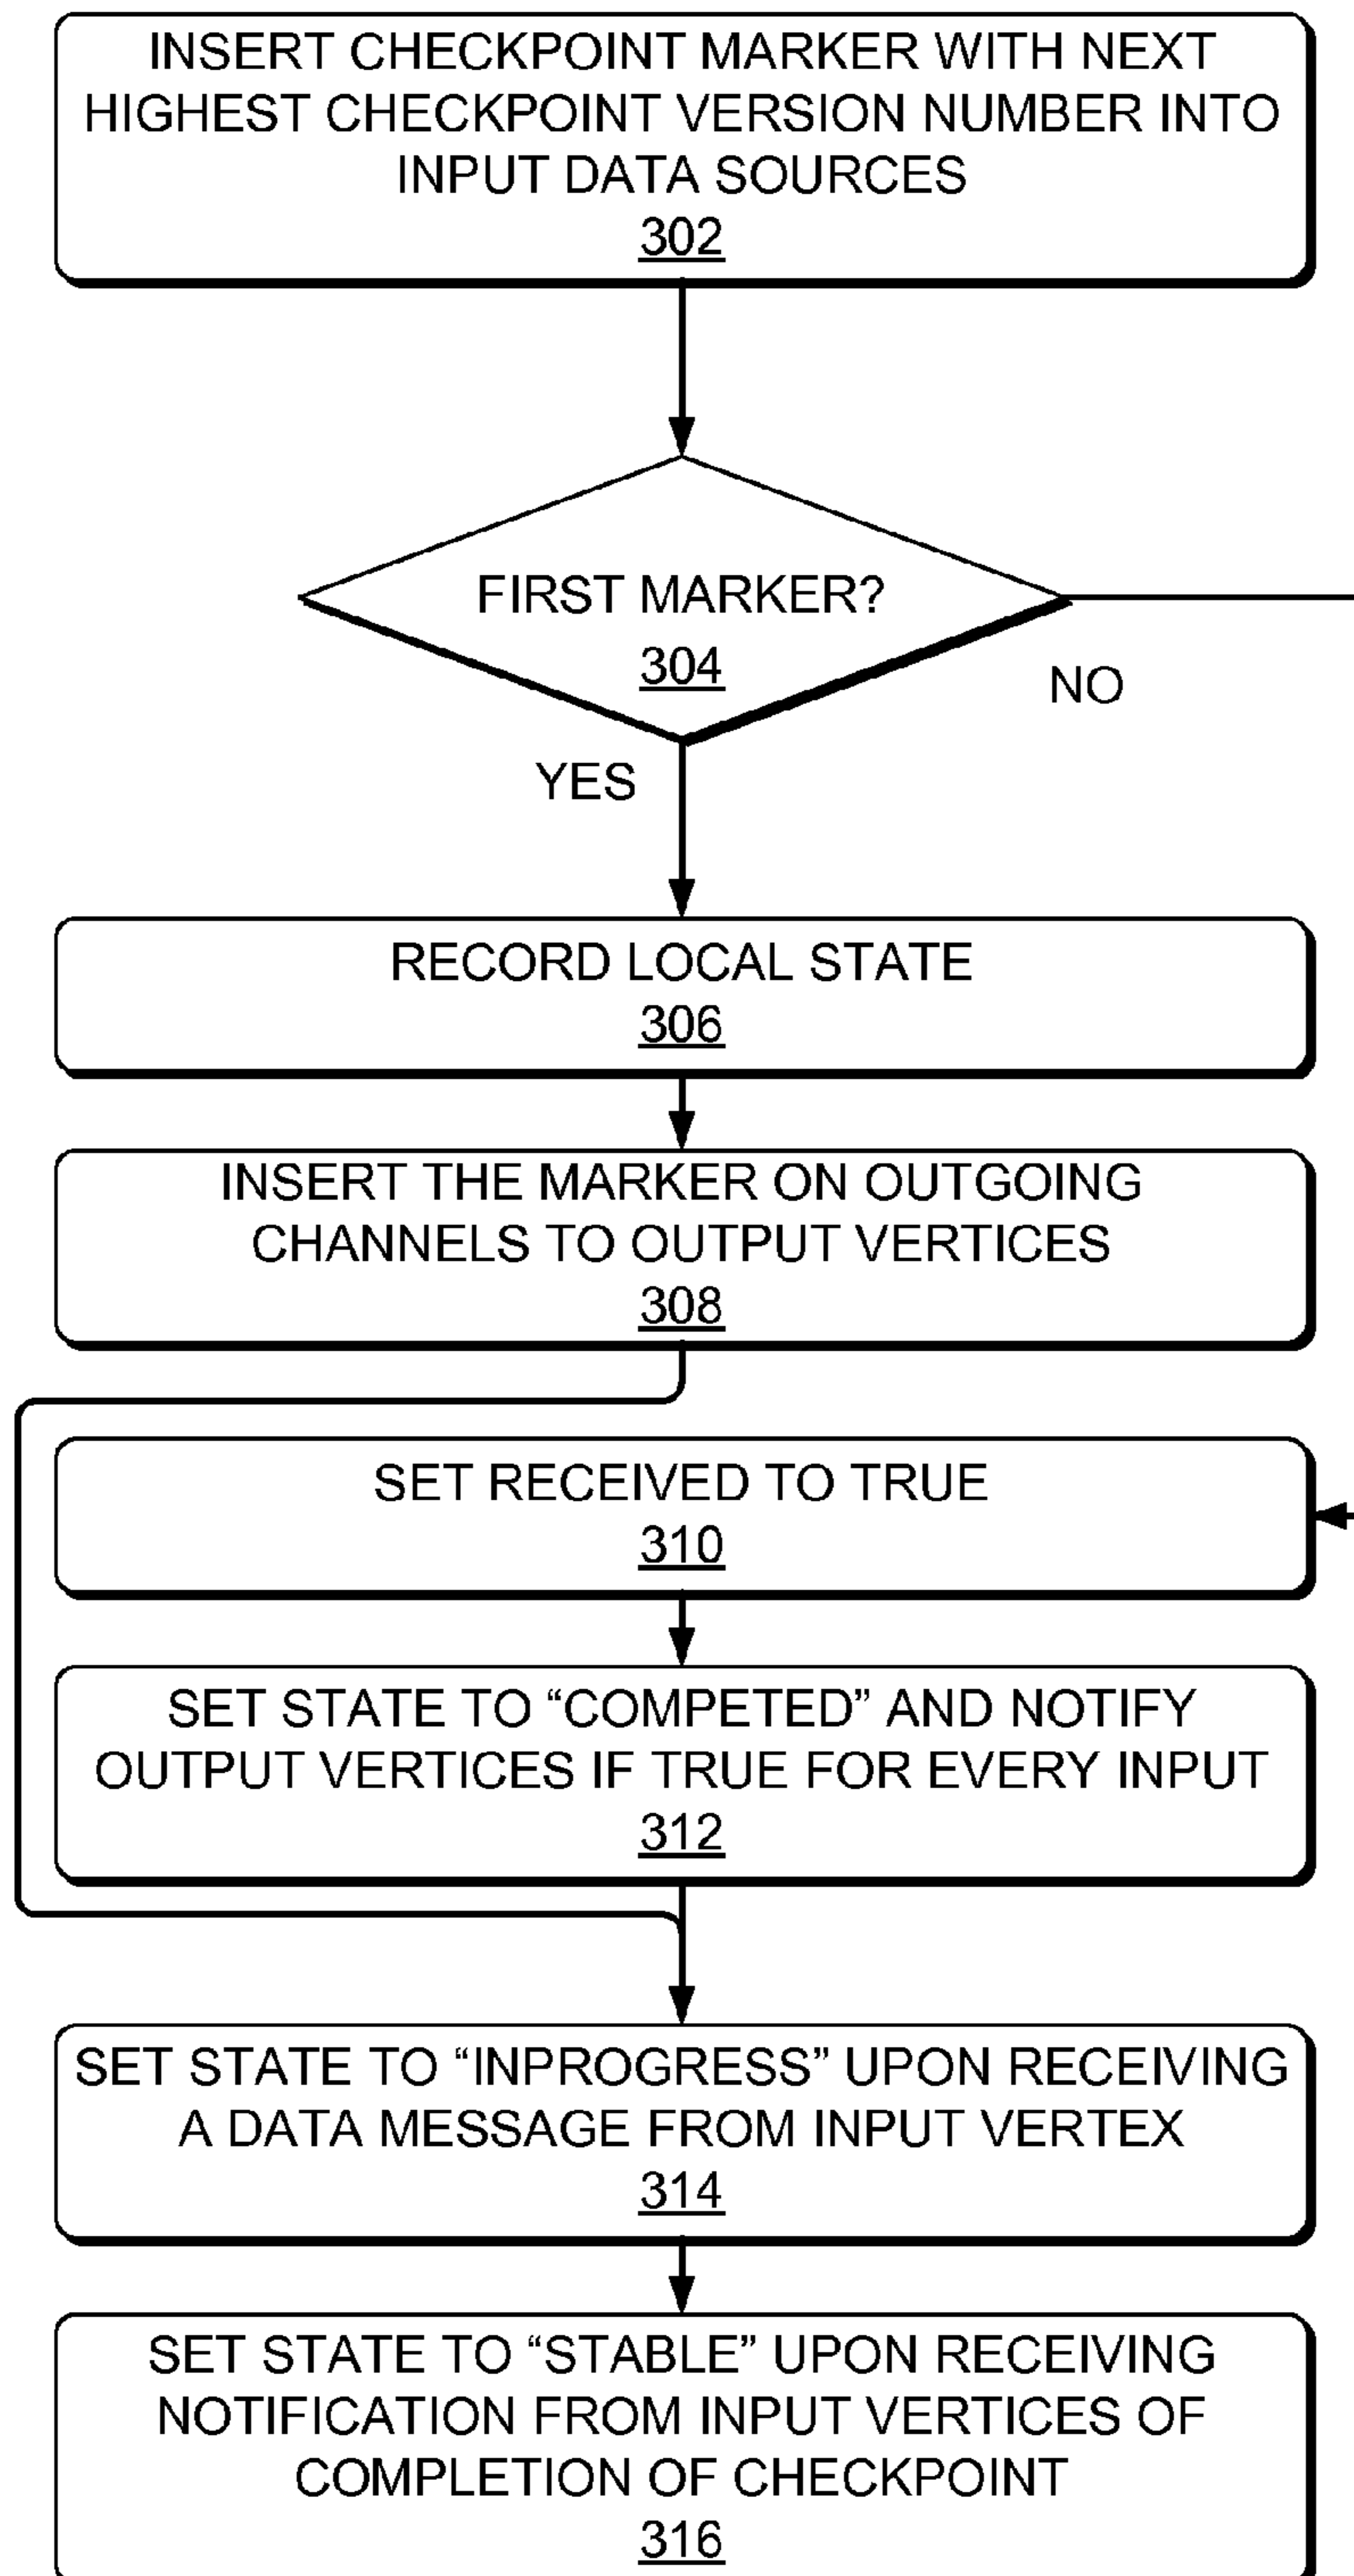 INSERT CHECKPOINT MARKER WITH NEXT
HIGHEST CHECKPOINT VERSION NUMBER INTO
INPUT DATA SOURCES
302
FIRST MARKER?
304
NO
YES
RECORD LOCAL STATE
306
INSERT THE MARKER ON OUTGOING
CHANNELS TO OUTPUT VERTICES
308
SET RECEIVED TO TRUE
310
SET STATE TO “COMPETED” AND NOTIFY
OUTPUT VERTICES IF TRUE FOR EVERY INPUT
312
SET STATE TO “INPROGRESS” UPON RECEIVING
A DATA MESSAGE FROM INPUT VERTEX
314
SET STATE TO “STABLE” UPON RECEIVING
NOTIFICATION FROM INPUT VERTICES OF
COMPLETION OF CHECKPOINT
316